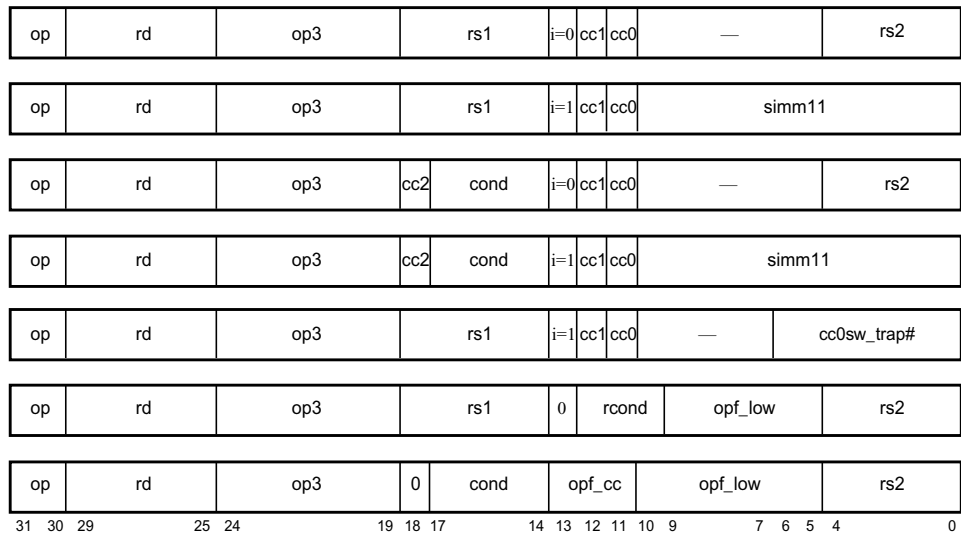 op rd op3 rs1 i=0 cc1 cc0 — rs2
op rd op3 rs1 i=1 cc1 cc0 simm11
op rd op3 cc2 cond i=0 cc1 cc0 — rs2
op rd op3 cc2 cond i=1 cc1 cc0 simm11
op rd op3 rs1 i=1 cc1 cc0 — cc0sw_trap#
op rd op3 rs1 0 rcond opf_low rs2
op rd op3 0 cond opf_cc opf_low rs2
31 30 29 25 24 19 18 17 14 13 12 11 10 9 7 6 5 4 0